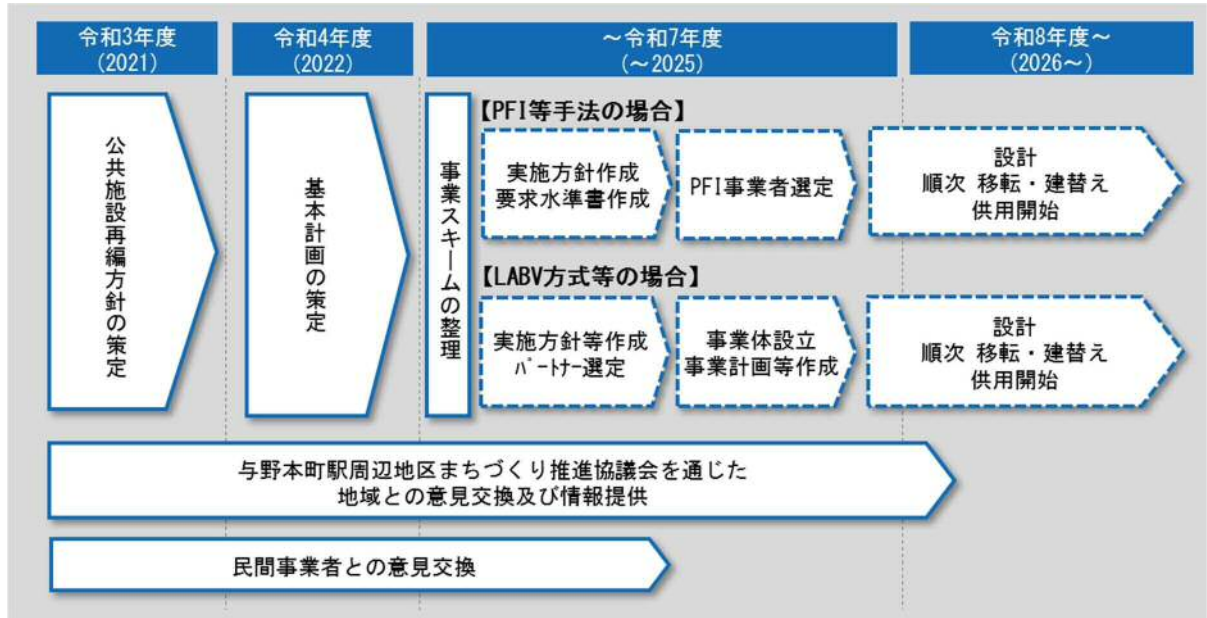 令和3年度
(2021)
令和4年度
(2022)
～令和7年度
(～2025)
令和8年度～
(2026～)
公共施設再編方針の策定
基本計画の策定
事業スキームの整理
【PFI等手法の場合】
実施方針作成
要求水準書作成
PFI事業者選定
設計
順次 移転・建替え
供用開始
【LABV方式等の場合】
実施方針等作成
ﾊﾟｰトナー選定
事業体設立
事業計画等作成
設計
順次 移転・建替え
供用開始
与野本町駅周辺地区まちづくり推進協議会を通じた
地域との意見交換及び情報提供
民間事業者との意見交換